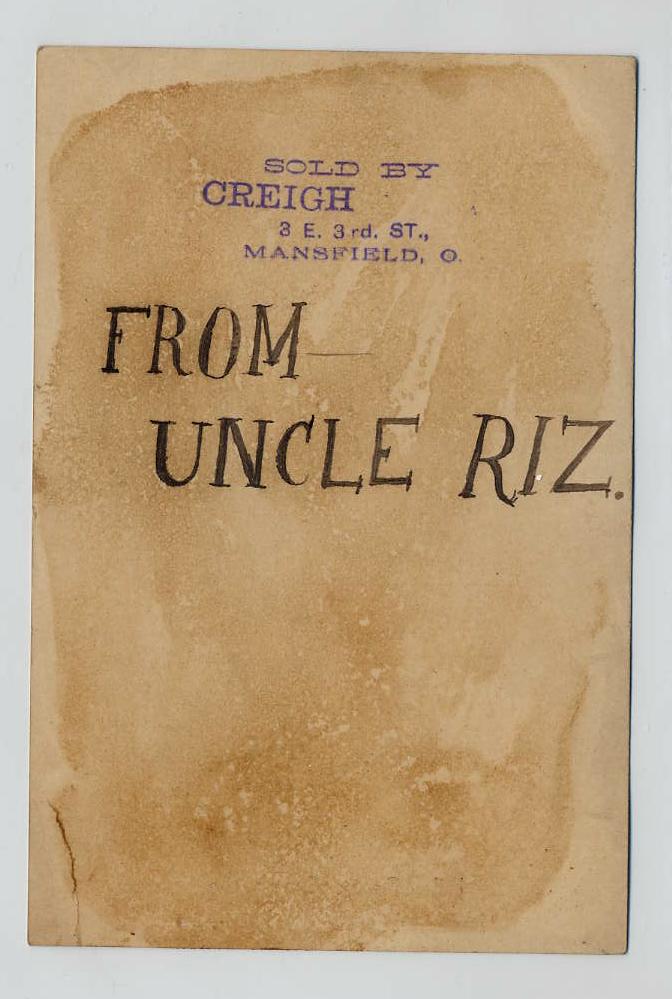 SOLD BY
CREIGH
3 E. 3rd. ST.,
MANSFIELD, O.
FROM—
UNCLE RIZ.